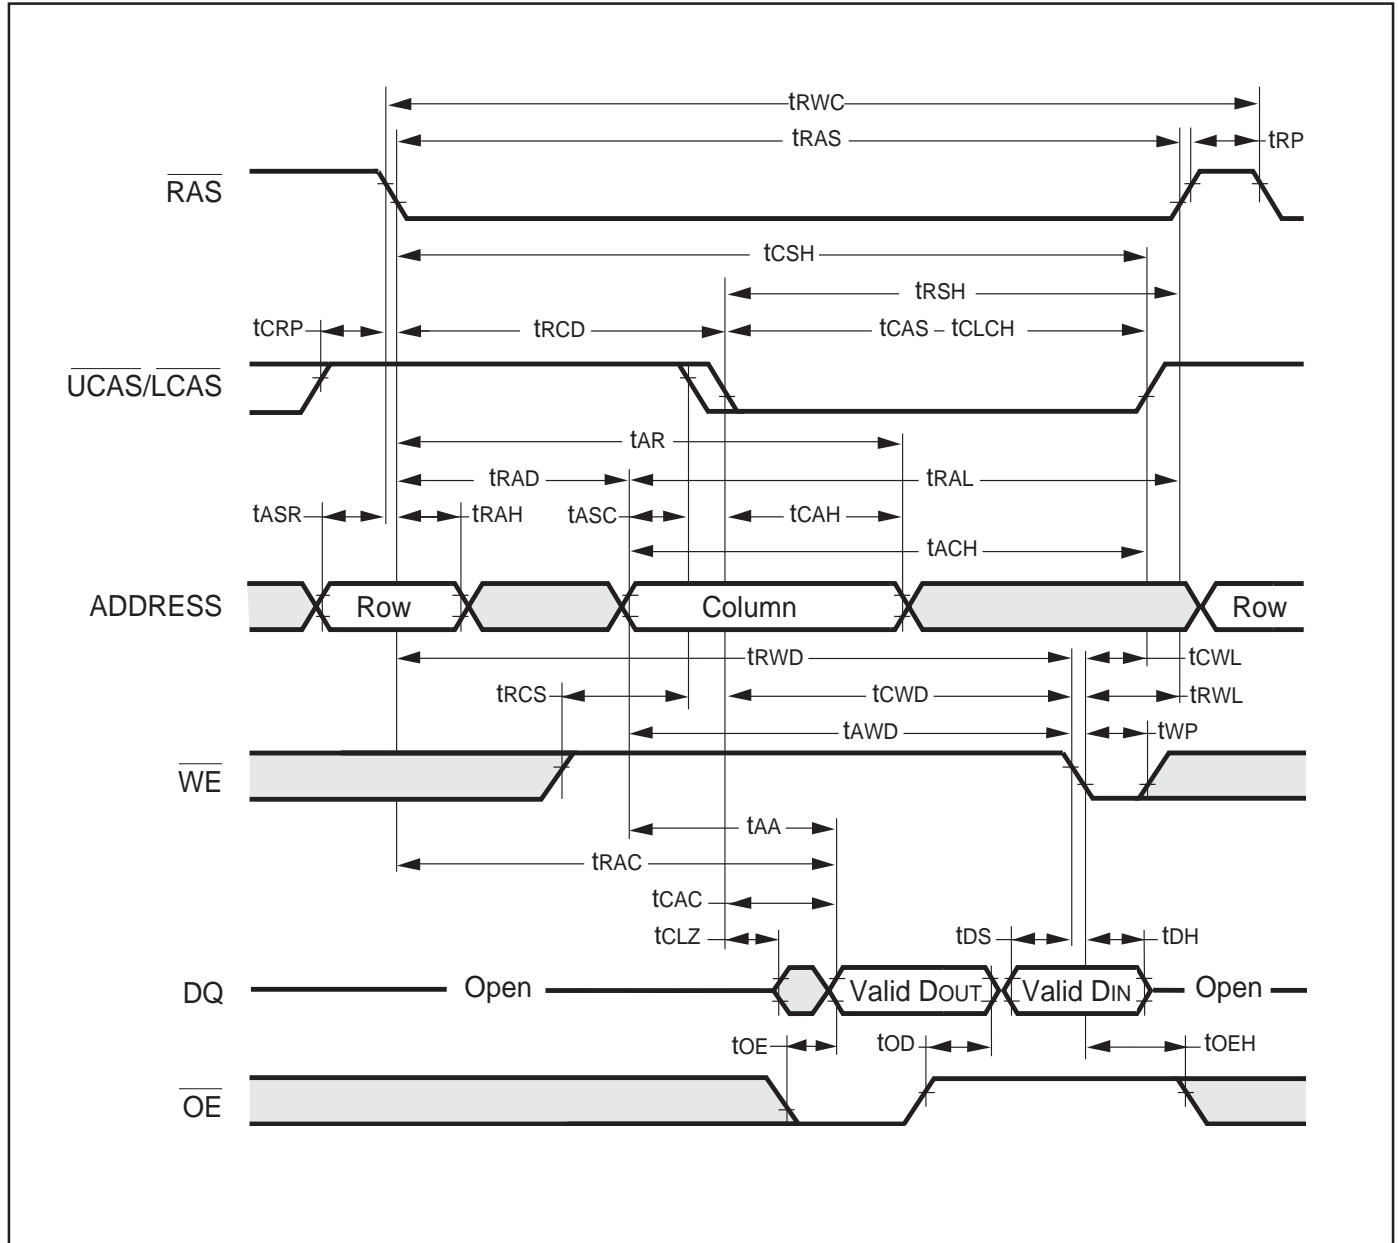 tRWC
tRAS
tRP
RAS
tCSH
tRSH
tCRP
tRCD
tCAS – tCLCH
UCAS/LCAS
tAR
tRAD
tRAL
tASR
tRAH
tASC
tCAH
tACH
ADDRESS
Row
Column
Row
tRWD
tCWL
tRCS
tCWD
tRWL
tAWD
tWP
WE
tAA
tRAC
tCAC
tCLZ
tDS
tDH
DQ
Open
Valid DOUT
Valid DIN
Open
tOE
tOD
tOEH
OE